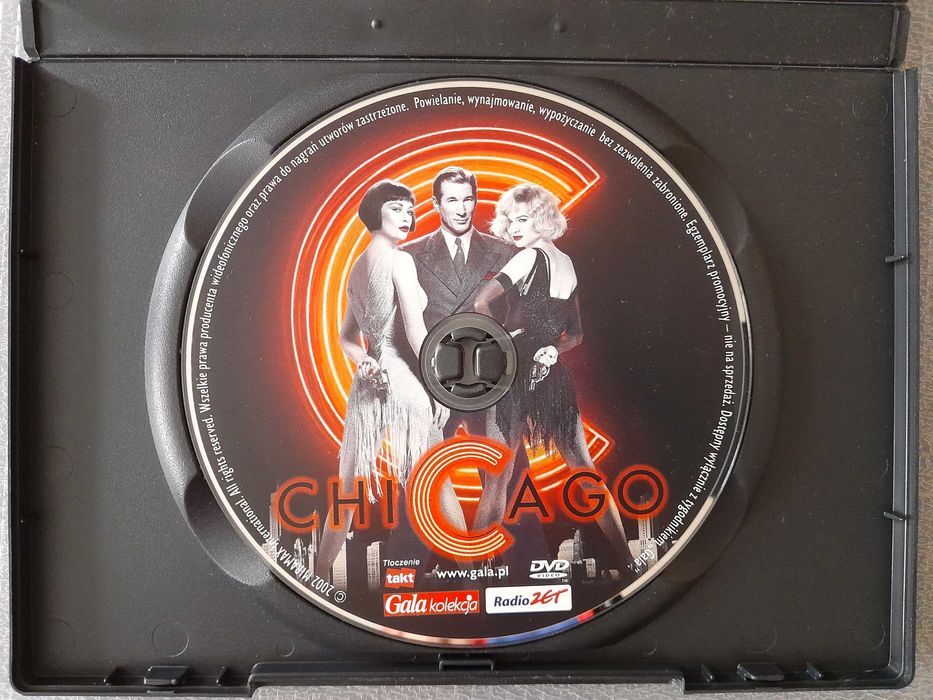 © 2002 MIRAMAX International. All rights reserved. Wszelkie prawa producenta wideofonicznego oraz prawa do nagrań utworów zastrzeżone. Powielanie, wynajmowanie, wypożyczanie bez zezwolenia zabronione. Egzemplarz promocyjny – nie na sprzedaż. Dostępny wyłącznie z tygodnikiem „Gala”.
CHICAGO
Tłoczenie
takt
www.gala.pl
DVD
VIDEO
TM
Gala kolekcja
Radio ZET